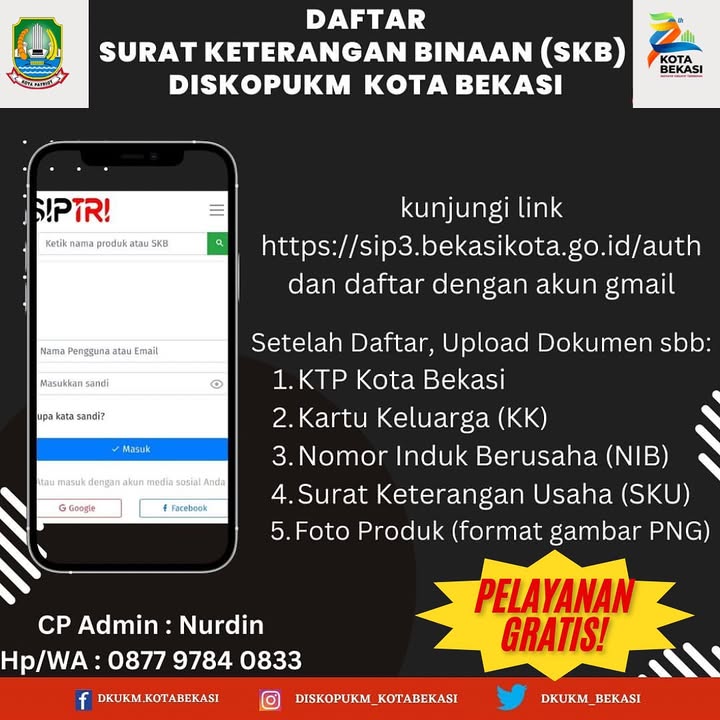 DAFTAR
SURAT KETERANGAN BINAAN (SKB)
DISKOPUKM KOTA BEKASI
KOTA PATRIOT
th
KOTA
BEKASI
SIPTR!
Ketik nama produk atau SKB
Nama Pengguna atau Email
Masukkan sandi
upa kata sandi?
Masuk
Atau masuk dengan akun media sosial Anda
Google
Facebook
kunjungi link
https://sip3.bekasikota.go.id/auth
dan daftar dengan akun gmail
Setelah Daftar, Upload Dokumen sbb:
1. KTP Kota Bekasi
2. Kartu Keluarga (KK)
3. Nomor Induk Berusaha (NIB)
4. Surat Keterangan Usaha (SKU)
5. Foto Produk (format gambar PNG)
PELAYANAN
GRATIS!
CP Admin : Nurdin
Hp/WA : 0877 9784 0833
DKUKM.KOTABEKASI
DISKOPUKM_KOTABEKASI
DKUKM_BEKASI